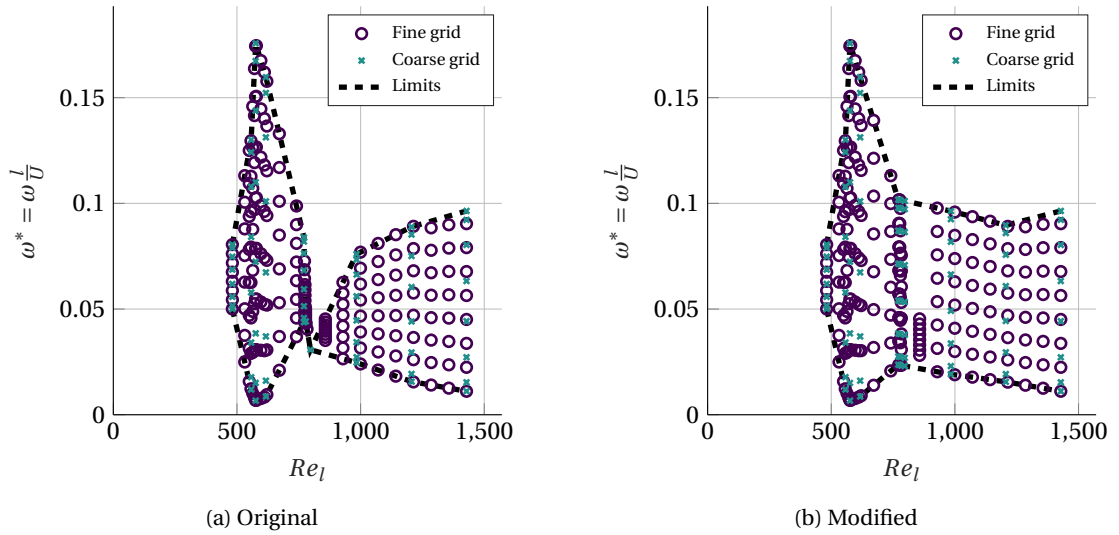 Fine grid
Coarse grid
Limits
0.15
0.1
0.05
0
ω* = ω l/U
0
500
1,000
1,500
Re_l
(a) Original
Fine grid
Coarse grid
Limits
0.15
0.1
0.05
0
ω* = ω l/U
0
500
1,000
1,500
Re_l
(b) Modified